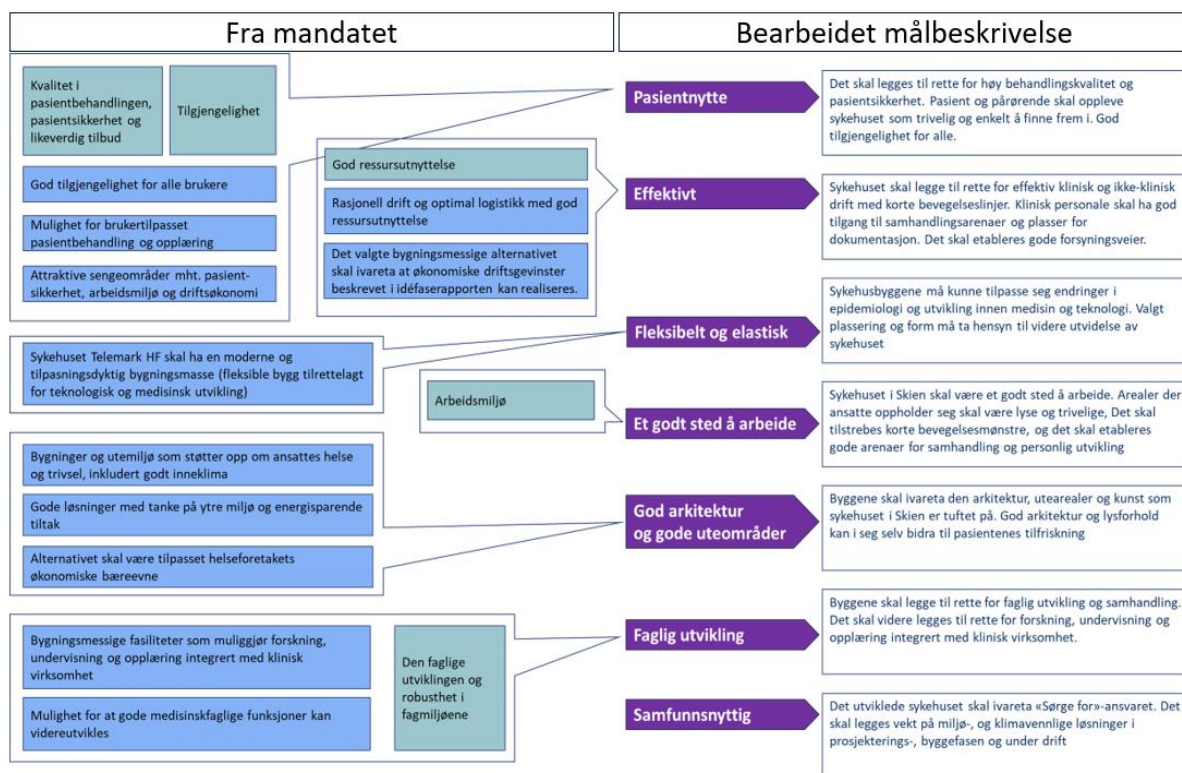 Fra mandatet
Bearbeidet målbeskrivelse
Kvalitet i
pasientbehandlingen,
pasientsikkerhet og
likeverdig tilbud
Tilgjengelighet
God tilgjengelighet for alle brukere
Mulighet for brukertilpasset
pasientbehandling og opplæring
Attraktive sengeområder mht. pasient-
sikkerhet, arbeidsmiljø og driftsøkonomi
God ressursutnyttelse
Rasjonell drift og optimal logistikk med god
ressursutnyttelse
Det valgte bygningsmessige alternativet
skal ivareta at økonomiske driftsgevinster
beskrevet i idéfaserapporten kan realiseres.
Sykehuset Telemark HF skal ha en moderne og
tilpasningsdyktig bygningsmasse (fleksible bygg tilrettelagt
for teknologisk og medisinsk utvikling)
Arbeidsmiljø
Bygninger og utemiljø som støtter opp om ansattes helse
og trivsel, inkludert godt inneklima
Gode løsninger med tanke på ytre miljø og energisparende
tiltak
Alternativet skal være tilpasset helseforetakets
økonomiske bæreevne
Bygningsmessige fasiliteter som muliggjør forskning,
undervisning og opplæring integrert med klinisk
virksomhet
Mulighet for at gode medisinskfaglige funksjoner kan
videreutvikles
Den faglige
utviklingen og
robusthet i
fagmiljøene
Pasientnytte
Det skal legges til rette for høy behandlingskvalitet og
pasientsikkerhet. Pasient og pårørende skal oppleve
sykehuset som trivelig og enkelt å finne frem i. God
tilgjengelighet for alle.
Effektivt
Sykehuset skal legge til rette for effektiv klinisk og ikke-klinisk
drift med korte bevegelseslinjer. Klinisk personale skal ha god
tilgang til samhandlingsarenaer og plasser for
dokumentasjon. Det skal etableres gode forsyningsveier.
Fleksibelt og elastisk
Sykehusbyggene må kunne tilpasse seg endringer i
epidemiologi og utvikling innen medisin og teknologi. Valgt
plassering og form må ta hensyn til videre utvidelse av
sykehuset
Et godt sted å arbeide
Sykehuset i Skien skal være et godt sted å arbeide. Arealer der
ansatte oppholder seg skal være lyse og trivelige, Det skal
tilstrebes korte bevegelsesmønstre, og det skal etableres
gode arenaer for samhandling og personlig utvikling
God arkitektur
og gode uteområder
Byggene skal ivareta den arkitektur, utearealer og kunst som
sykehuset i Skien er tuftet på. God arkitektur og lysforhold
kan i seg selv bidra til pasientenes tilfriskning
Faglig utvikling
Byggene skal legge til rette for faglig utvikling og samhandling.
Det skal videre legges til rette for forskning, undervisning og
opplæring integrert med klinisk virksomhet.
Samfunnsnyttig
Det utviklede sykehuset skal ivareta «Sørge for»-ansvaret. Det
skal legges vekt på miljø-, og klimavennlige løsninger i
prosjekterings-, byggefasen og under drift